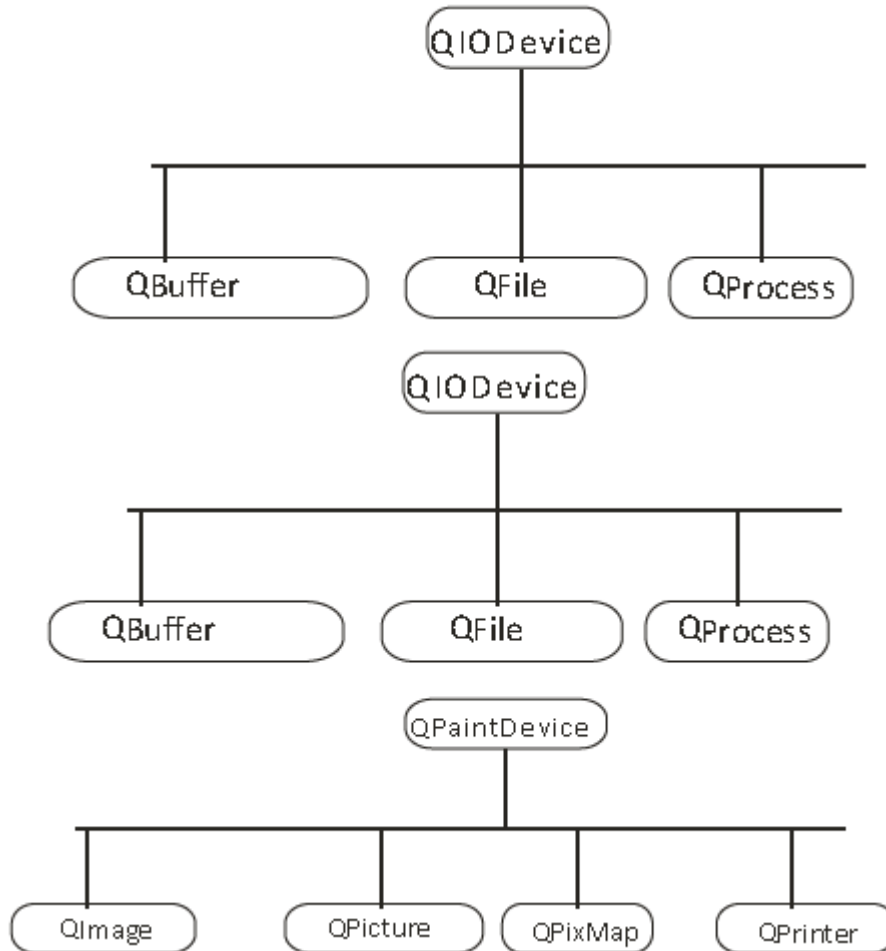 QIODevice
QBuffer QFile QProcess
QIODevice
QBuffer QFile QProcess
QPaintDevice
QImage QPicture QPixMap QPrinter